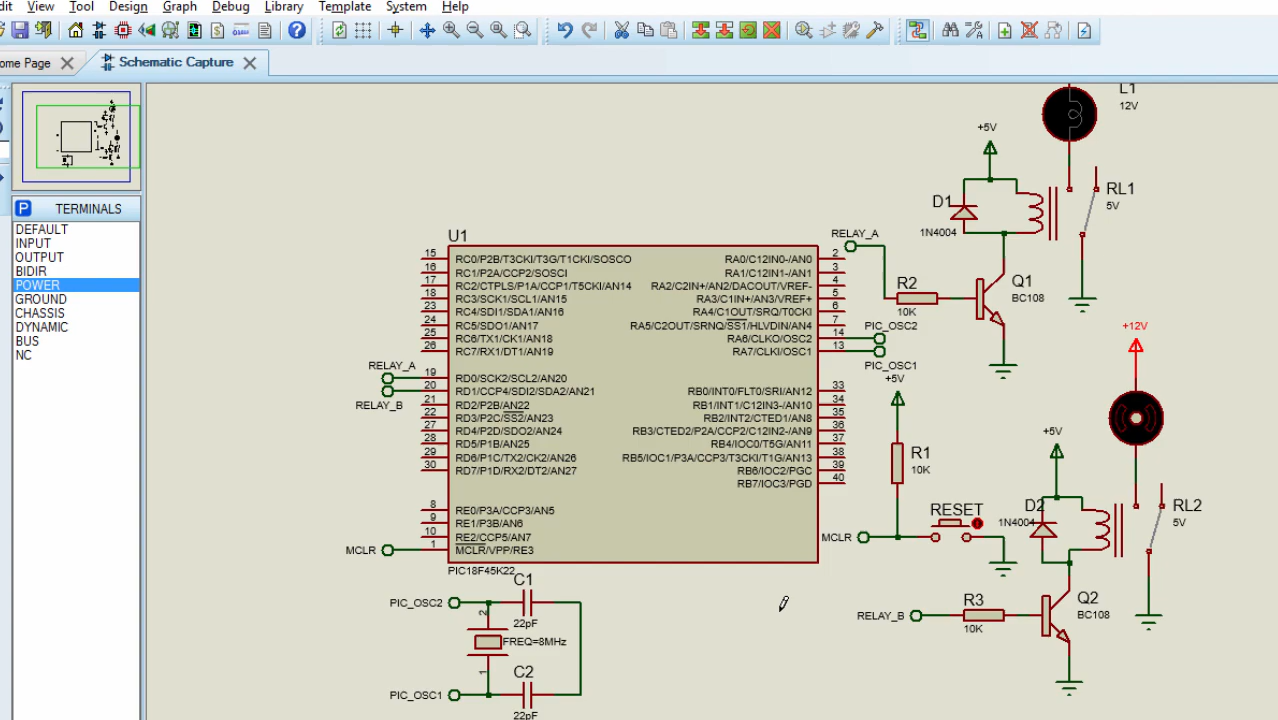 dit View Tool Design Graph Debug Library Template System Help
ome Page Schematic Capture
P TERMINALS
DEFAULT
INPUT
OUTPUT
BIDIR
POWER
GROUND
CHASSIS
DYNAMIC
BUS
NC
U1
15 RC0/P2B/T3CKI/T3G/T1CKI/SOSCO
16 RC1/P2A/CCP2/SOSCI
17 RC2/CTPLS/P1A/CCP1/T5CKI/AN14
18 RC3/SCK1/SCL1/AN15
23 RC4/SDI1/SDA1/AN16
24 RC5/SDO1/AN17
25 RC6/TX1/CK1/AN18
26 RC7/RX1/DT1/AN19
RELAY_A
19 RD0/SCK2/SCL2/AN20
20 RD1/CCP4/SDI2/SDA2/AN21
RELAY_B
21 RD2/P2B/AN22
22 RD3/P2C/SS2/AN23
27 RD4/P2D/SDO2/AN24
28 RD5/P1B/AN25
29 RD6/P1C/TX2/CK2/AN26
30 RD7/P1D/RX2/DT2/AN27
8 RE0/P3A/CCP3/AN5
9 RE1/P3B/AN6
10 RE2/CCP5/AN7
MCLR 1 MCLR/VPP/RE3
PIC18F45K22
RA0/C12IN0-/AN0 2
RA1/C12IN1-/AN1 3
RA2/C2IN+/AN2/DACOUT/VREF- 4
RA3/C1IN+/AN3/VREF+ 5
RA4/C1OUT/SRQ/T0CKI 6
RA5/C2OUT/SRNQ/SS1/HLVDIN/AN4 7
RA6/CLKO/OSC2 14
RA7/CLKI/OSC1 13
RB0/INT0/FLT0/SRI/AN12 33
RB1/INT1/C12IN3-/AN10 34
RB2/INT2/CTED1/AN8 35
RB3/CTED2/P2A/CCP2/C12IN2-/AN9 36
RB4/IOC0/T5G/AN11 37
RB5/IOC1/P3A/CCP3/T3CKI/T1G/AN13 38
RB6/IOC2/PGC 39
RB7/IOC3/PGD 40
C1
PIC_OSC2
2
22pF
FREQ=8MHz
1
C2
PIC_OSC1
22pF
L1
12V
+5V
RL1
5V
D1
1N4004
RELAY_A
R2
10K
Q1
BC108
PIC_OSC2
PIC_OSC1
+5V
R1
10K
RESET
MCLR
+12V
+5V
RL2
5V
D2
1N4004
R3
RELAY_B
10K
Q2
BC108